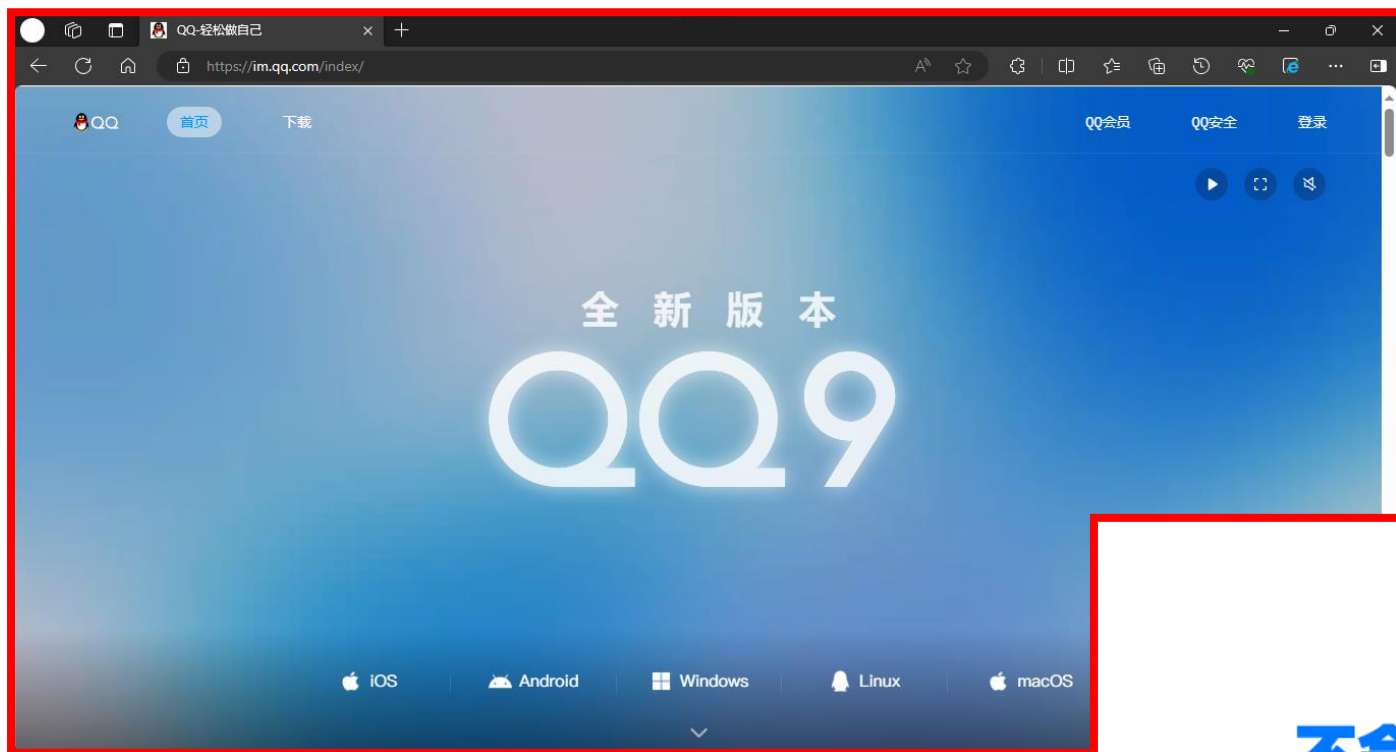 QQ-轻松做自己
https://im.qq.com/index/
QQ 首页 下载 QQ会员 QQ安全 登录
全新版本
QQ9
iOS Android Windows Linux macOS
不